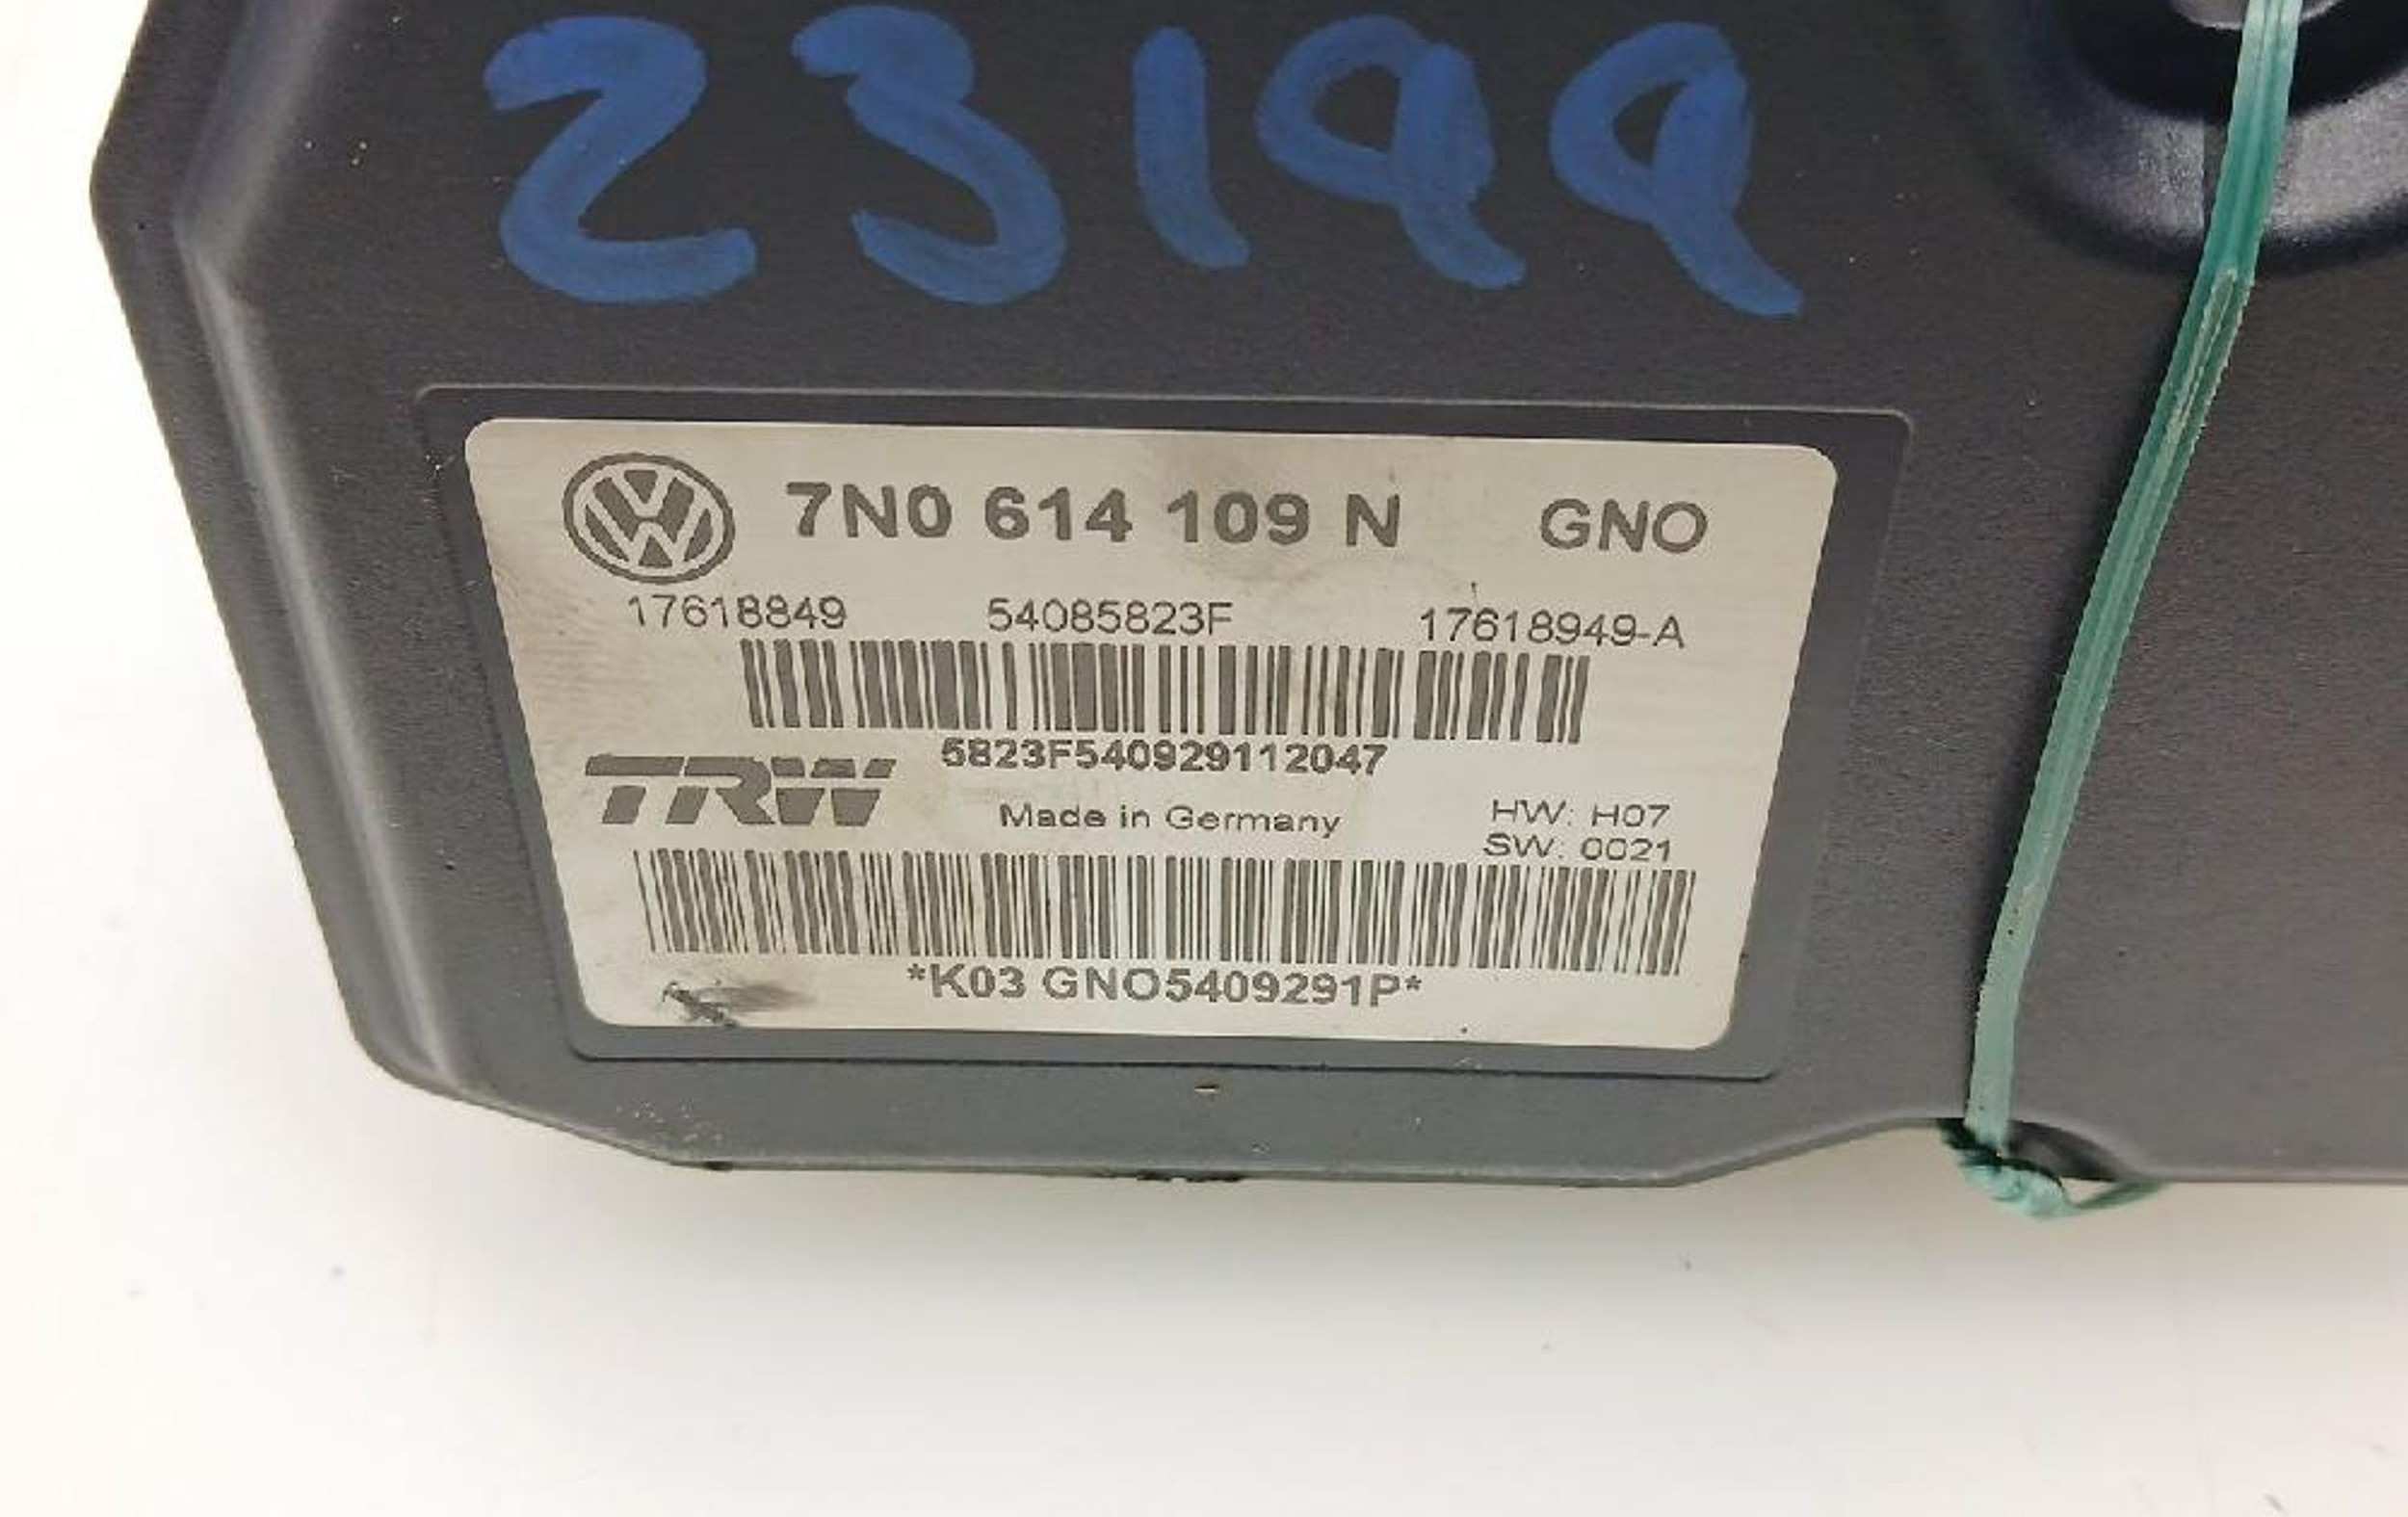 23199
7N0 614 109 N GNO
17618849 54085823F 17618949-A
5823F540929112047
TRW
Made in Germany HW: H07
SW: 0021
*K03 GNO5409291P*